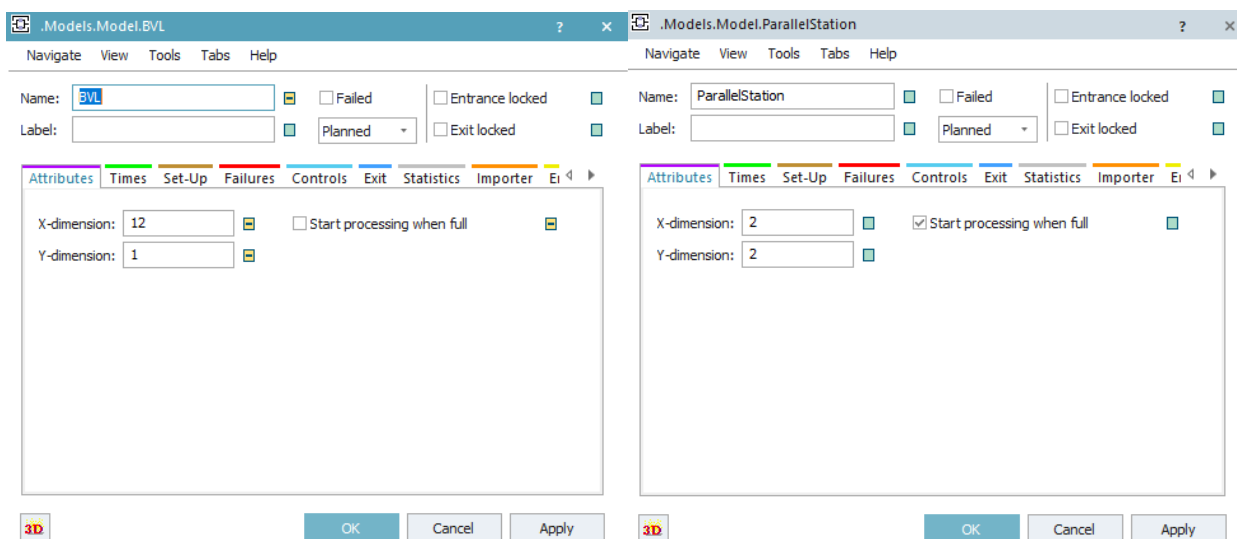 .Models.Model.BVL ? ×
Navigate View Tools Tabs Help
Name: BVL Failed Entrance locked
Label: Planned Exit locked
Attributes Times Set-Up Failures Controls Exit Statistics Importer
X-dimension: 12 Start processing when full
Y-dimension: 1
3D OK Cancel Apply
.Models.Model.ParallelStation ? ×
Navigate View Tools Tabs Help
Name: ParallelStation Failed Entrance locked
Label: Planned Exit locked
Attributes Times Set-Up Failures Controls Exit Statistics Importer
X-dimension: 2 Start processing when full
Y-dimension: 2
3D OK Cancel Apply